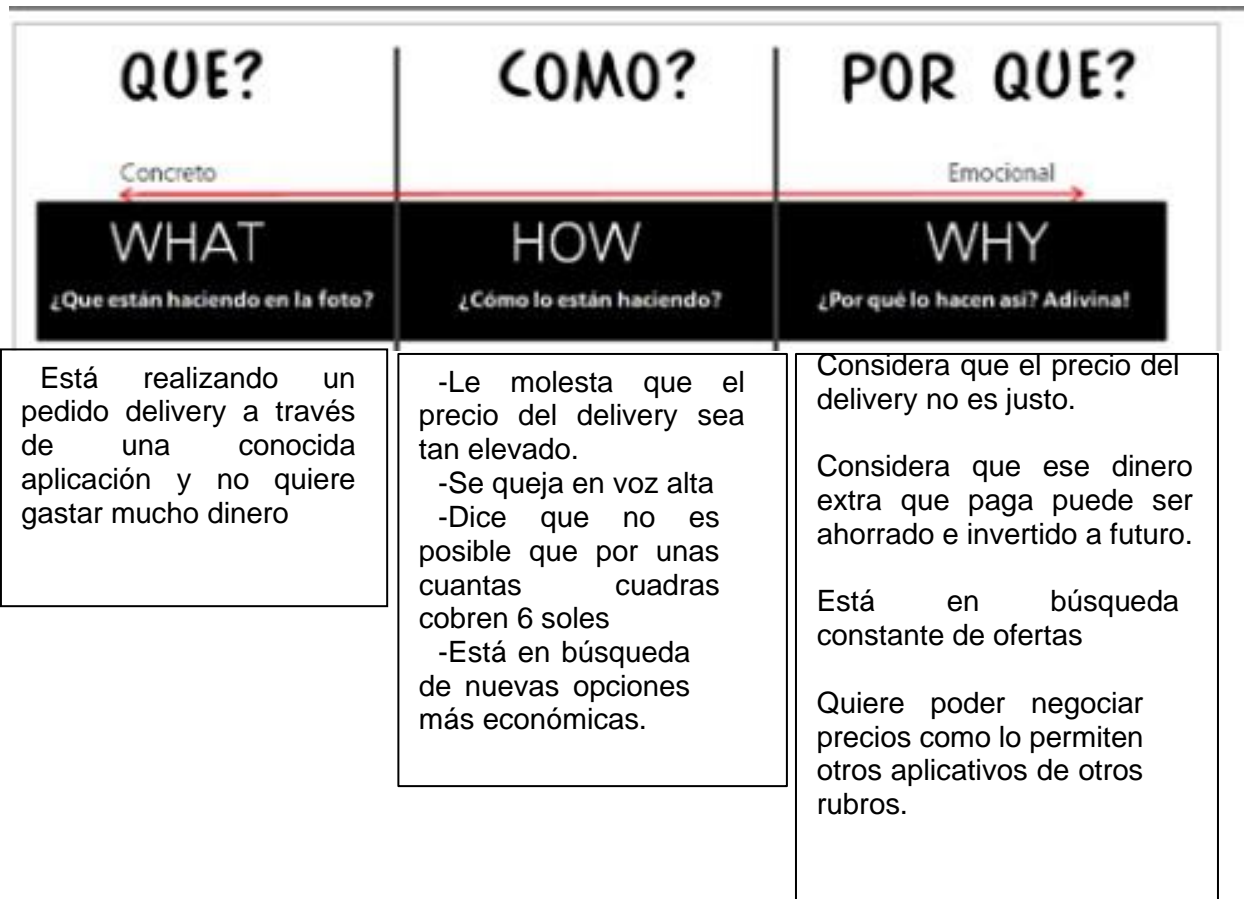 QUE?
COMO?
POR QUE?
Concreto
Emocional
WHAT
HOW
WHY
¿Que están haciendo en la foto?
¿Cómo lo están haciendo?
¿Por qué lo hacen así? Adivina!
Está realizando un
pedido delivery a través
de una conocida
aplicación y no quiere
gastar mucho dinero
-Le molesta que el
precio del delivery sea
tan elevado.
-Se queja en voz alta
-Dice que no es
posible que por unas
cuantas cuadras
cobren 6 soles
-Está en búsqueda
de nuevas opciones
más económicas.
Considera que el precio del
delivery no es justo.
Considera que ese dinero
extra que paga puede ser
ahorrado e invertido a futuro.
Está en búsqueda
constante de ofertas
Quiere poder negociar
precios como lo permiten
otros aplicativos de otros
rubros.